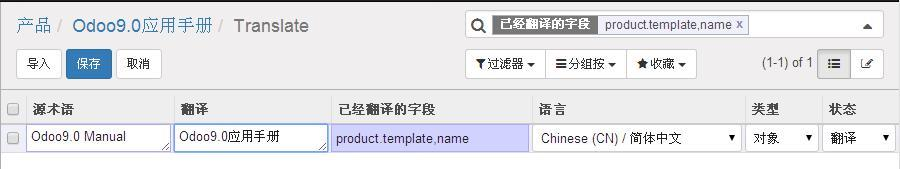 产品 / Odoo9.0应用手册 / Translate
已经翻译的字段 product.template,name x
导入 保存 取消 过滤器 分组按 收藏 (1-1) of 1
源术语 翻译 已经翻译的字段 语言 类型 状态
Odoo9.0 Manual Odoo9.0应用手册 product.template,name Chinese (CN) / 简体中文 对象 翻译